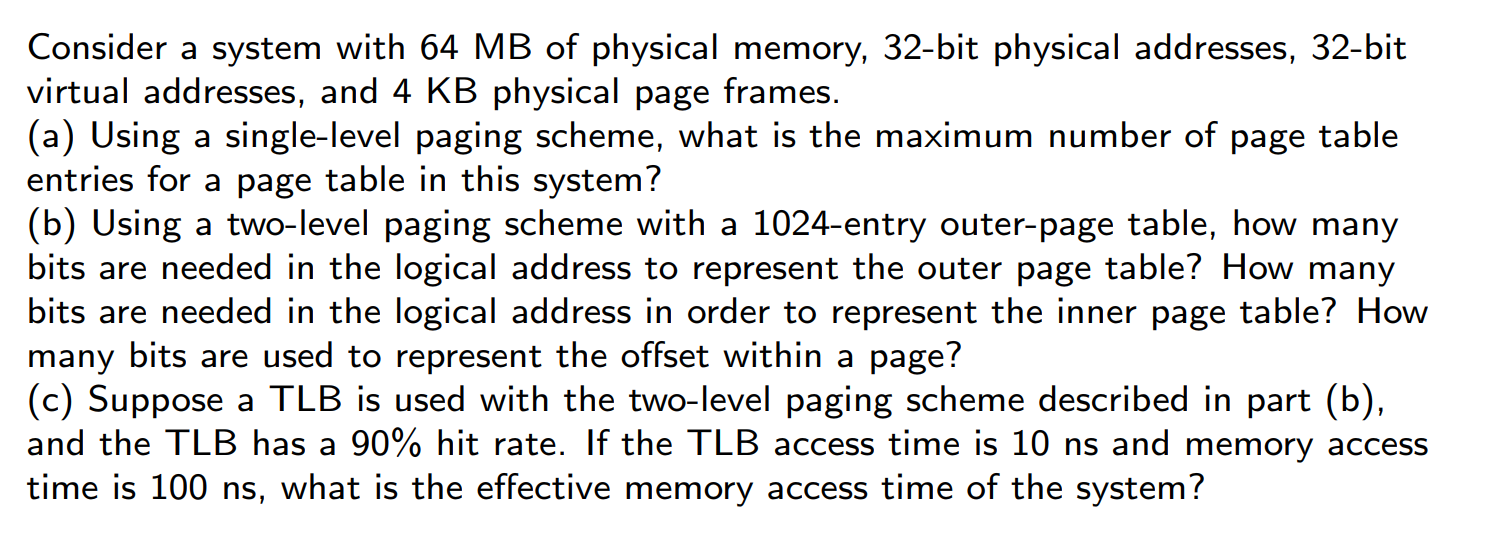 Consider a system with 64 MB of physical memory, 32-bit physical addresses, 32-bit
virtual addresses, and 4 KB physical page frames.
(a) Using a single-level paging scheme, what is the maximum number of page table
entries for a page table in this system?
(b) Using a two-level paging scheme with a 1024-entry outer-page table, how many
bits are needed in the logical address to represent the outer page table? How many
bits are needed in the logical address in order to represent the inner page table? How
many bits are used to represent the offset within a page?
(c) Suppose a TLB is used with the two-level paging scheme described in part (b),
and the TLB has a 90% hit rate. If the TLB access time is 10 ns and memory access
time is 100 ns, what is the effective memory access time of the system?